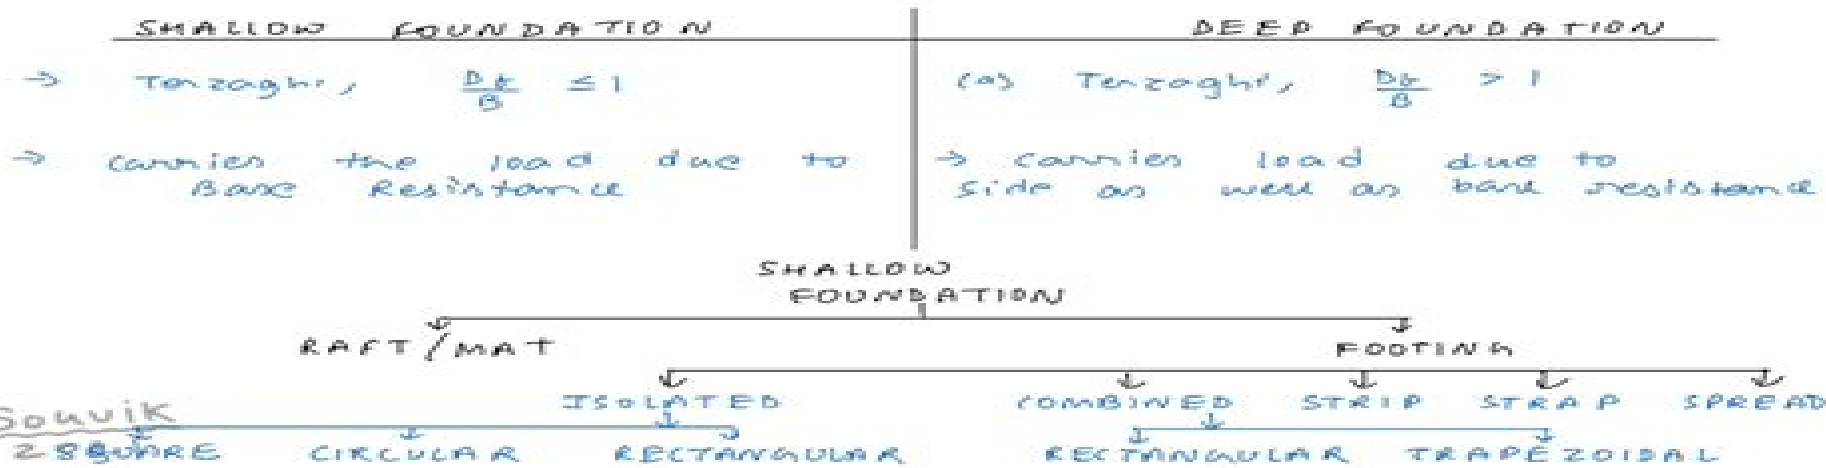 SHALLOW FOUNDATION
→ Terzaghi, Df/B ≤ 1
→ carries the load due to
Base Resistance
DEEP FOUNDATION
(a) Terzaghi, Df/B > 1
→ carries load due to
side as well as base resistance
SHALLOW
FOUNDATION
RAFT/MAT FOOTING
ISOLATED COMBINED STRIP STRAP SPREAD
Souvik
SQUARE CIRCULAR RECTANGULAR RECTANGULAR TRAPEZOIDAL